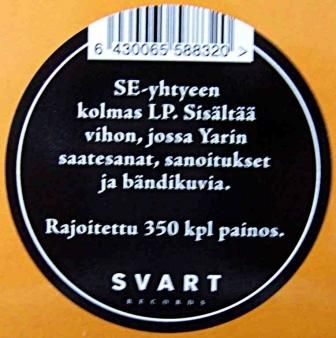 6 430065 588320 >
SE-yhtyeen
kolmas LP. Sisältää
vihon, jossa Yarin
saatesanat, sanoitukset
ja bändikuvia.
Rajoitettu 350 kpl painos.
SVART
RECORDS